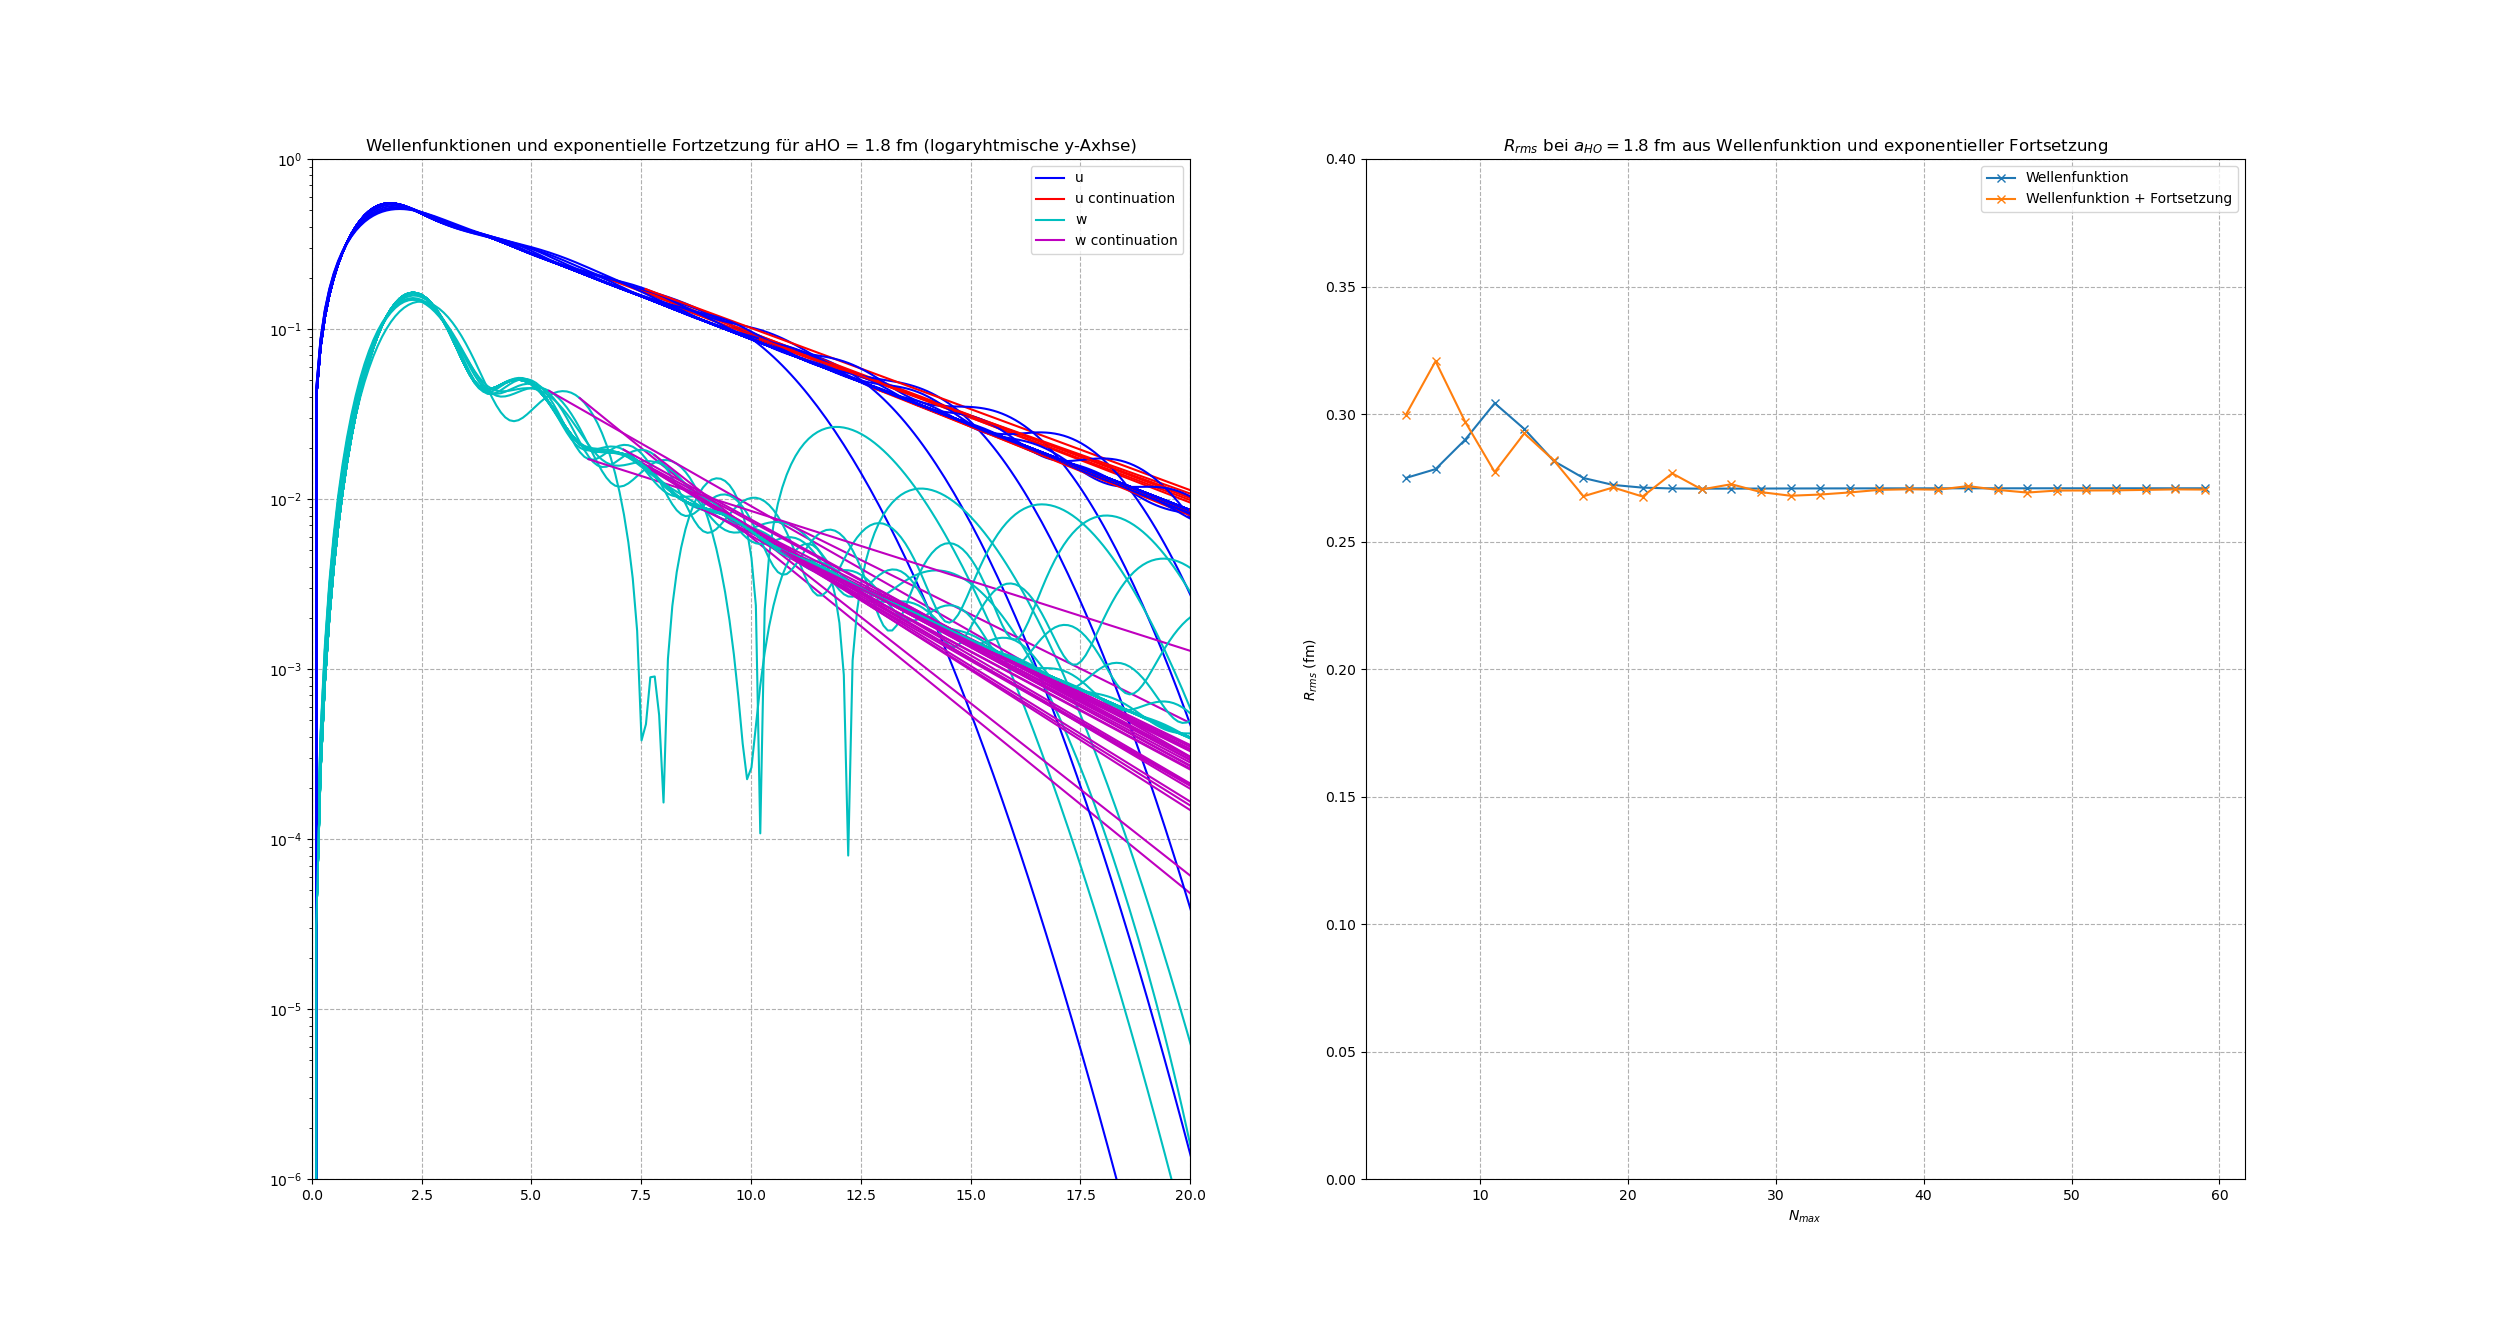 Wellenfunktionen und exponentielle Fortzetzung für aHO = 1.8 fm (logaryhtmische y-Axhse)
10⁰
10⁻¹
10⁻²
10⁻³
10⁻⁴
10⁻⁵
10⁻⁶
0.0 2.5 5.0 7.5 10.0 12.5 15.0 17.5 20.0
u
u continuation
w
w continuation
R_rms bei a_HO = 1.8 fm aus Wellenfunktion und exponentieller Fortsetzung
R_rms (fm)
0.40
0.35
0.30
0.25
0.20
0.15
0.10
0.05
0.00
10 20 30 40 50 60
N_max
Wellenfunktion
Wellenfunktion + Fortsetzung